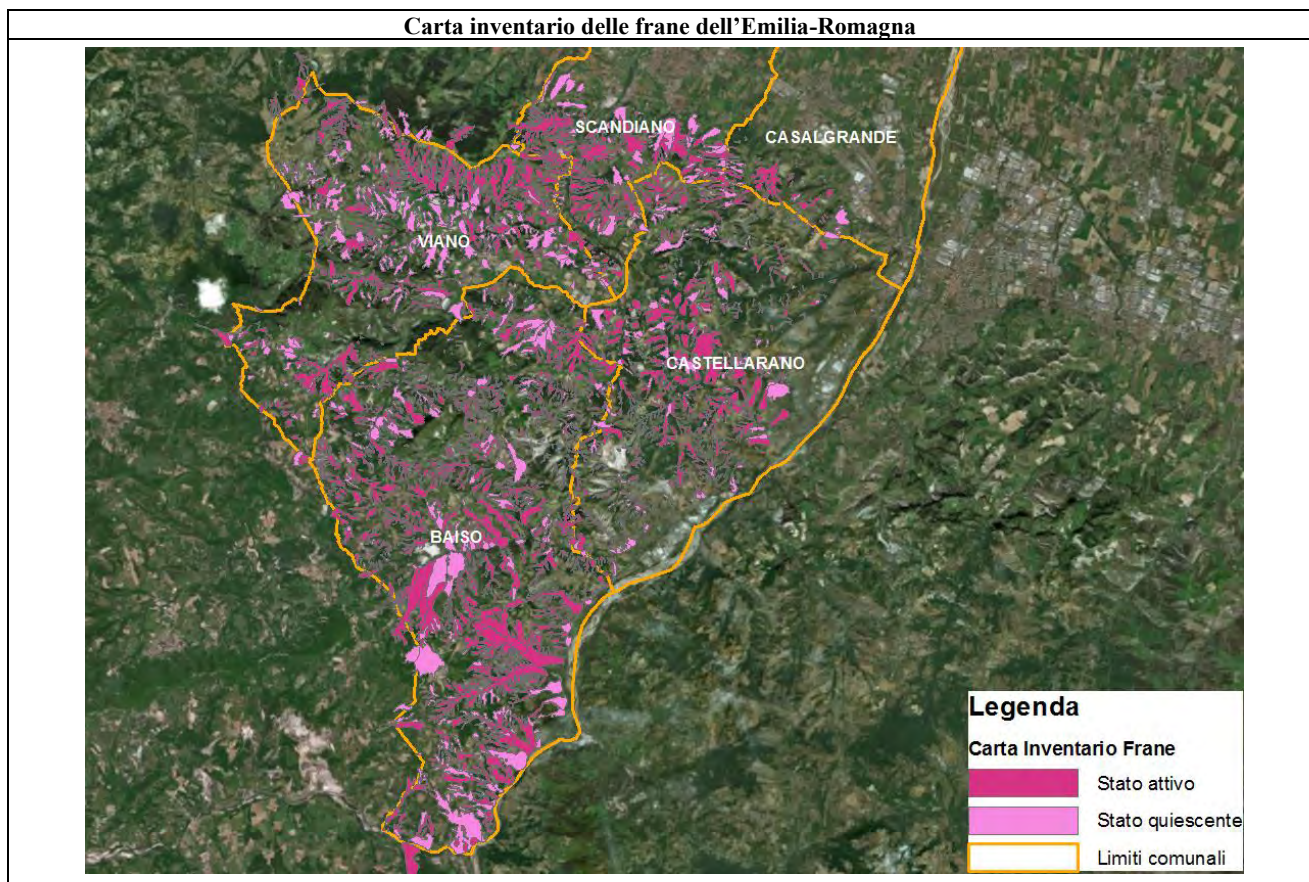 Carta inventario delle frane dell'Emilia-Romagna
SCANDIANO
CASALGRANDE
VIANO
CASTELLARANO
BAISO
Legenda
Carta Inventario Frane
Stato attivo
Stato quiescente
Limiti comunali